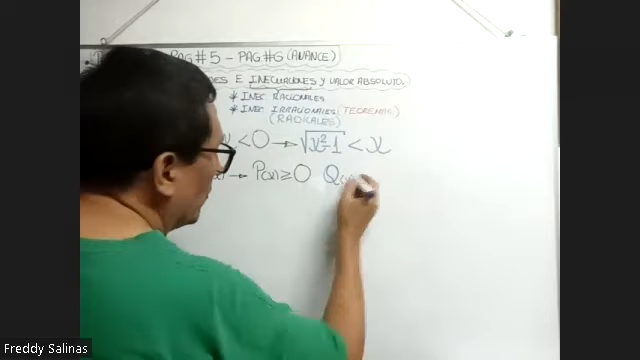 PAG#5 - PAG#6 (AVANCE)
E INECUACIONES Y VALOR ABSOLUTO.
* INEC RACIONALES
* INEC IRRACIONALES (TEOREMAS)
(RADICALES)
<0 → √x²-1 < x
→ P(x) ≥ 0 Q(x)
Freddy Salinas